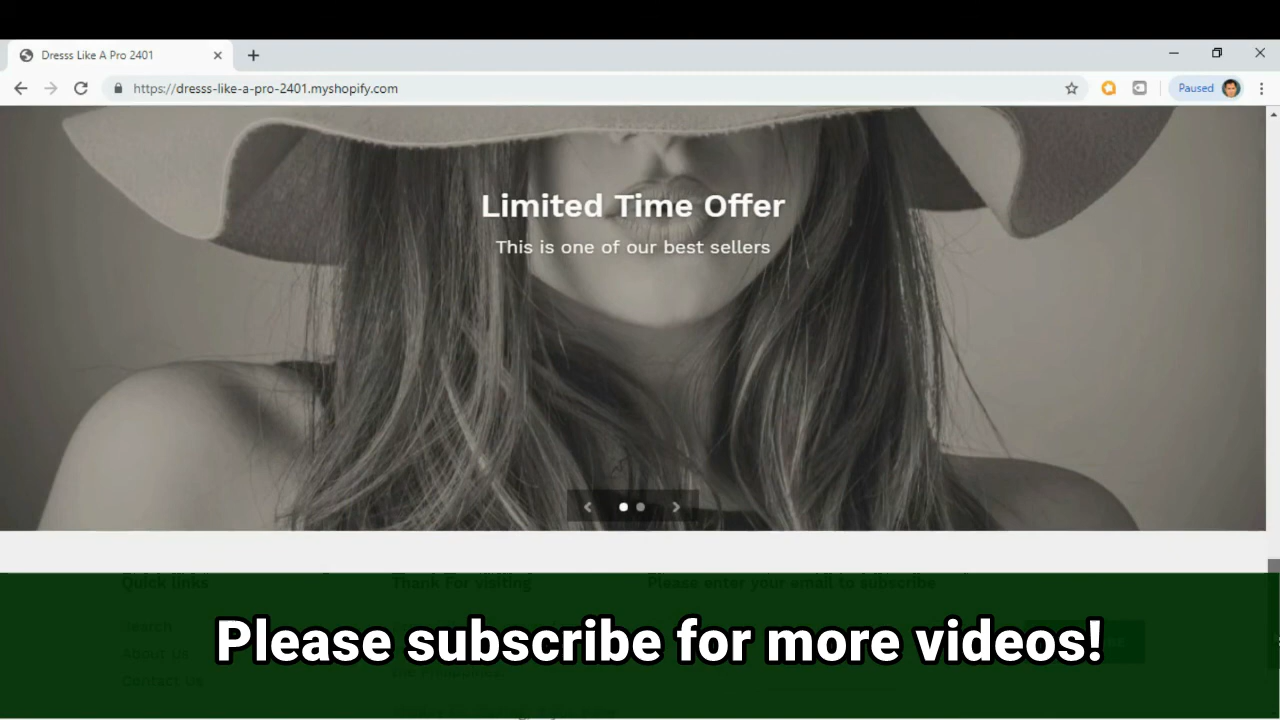 Dresss Like A Pro 2401
https://dresss-like-a-pro-2401.myshopify.com
Paused
Limited Time Offer
This is one of our best sellers
Quick links
Thank For visiting
Please enter your email to subscribe
Search
About us
Contact Us
Please subscribe for more videos!